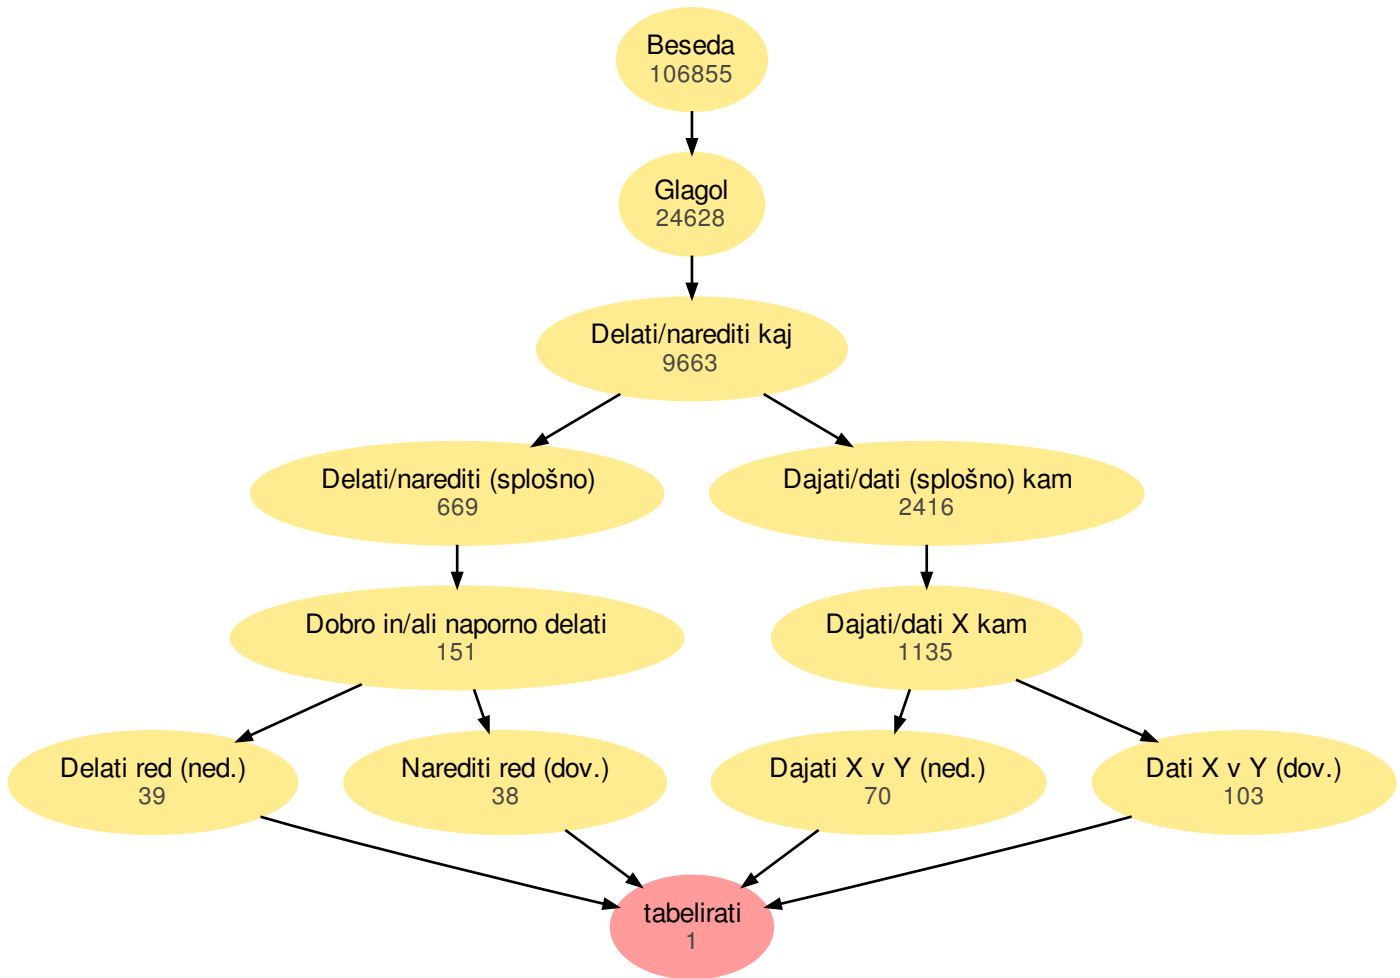 Beseda
106855
Glagol
24628
Delati/narediti kaj
9663
Delati/narediti (splošno)
669
Dajati/dati (splošno) kam
2416
Dobro in/ali naporno delati
151
Dajati/dati X kam
1135
Delati red (ned.)
39
Narediti red (dov.)
38
Dajati X v Y (ned.)
70
Dati X v Y (dov.)
103
tabelirati
1